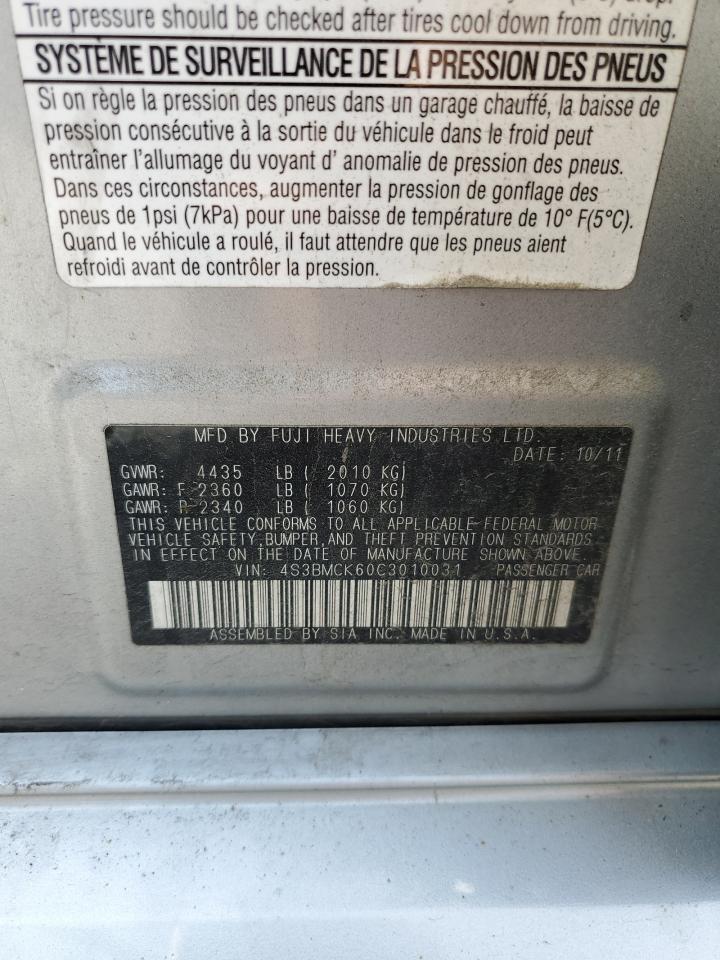 Tire pressure should be checked after tires cool down from driving.
SYSTÈME DE SURVEILLANCE DE LA PRESSION DES PNEUS
Si on règle la pression des pneus dans un garage chauffé, la baisse de
pression consécutive à la sortie du véhicule dans le froid peut
entraîner l'allumage du voyant d' anomalie de pression des pneus.
Dans ces circonstances, augmenter la pression de gonflage des
pneus de 1psi (7kPa) pour une baisse de température de 10° F(5°C).
Quand le véhicule a roulé, il faut attendre que les pneus aient
refroidi avant de contrôler la pression.
MFD BY FUJI HEAVY INDUSTRIES LTD.
DATE: 10/11
GVWR: 4435 LB ( 2010 KG)
GAWR: F 2360 LB ( 1070 KG)
GAWR: R 2340 LB ( 1060 KG)
THIS VEHICLE CONFORMS TO ALL APPLICABLE FEDERAL MOTOR
VEHICLE SAFETY,BUMPER,AND THEFT PREVENTION STANDARDS
IN EFFECT ON THE DATE OF MANUFACTURE SHOWN ABOVE.
VIN: 4S3BMCK60C3010031 PASSENGER CAR
ASSEMBLED BY SIA INC. MADE IN U.S.A.